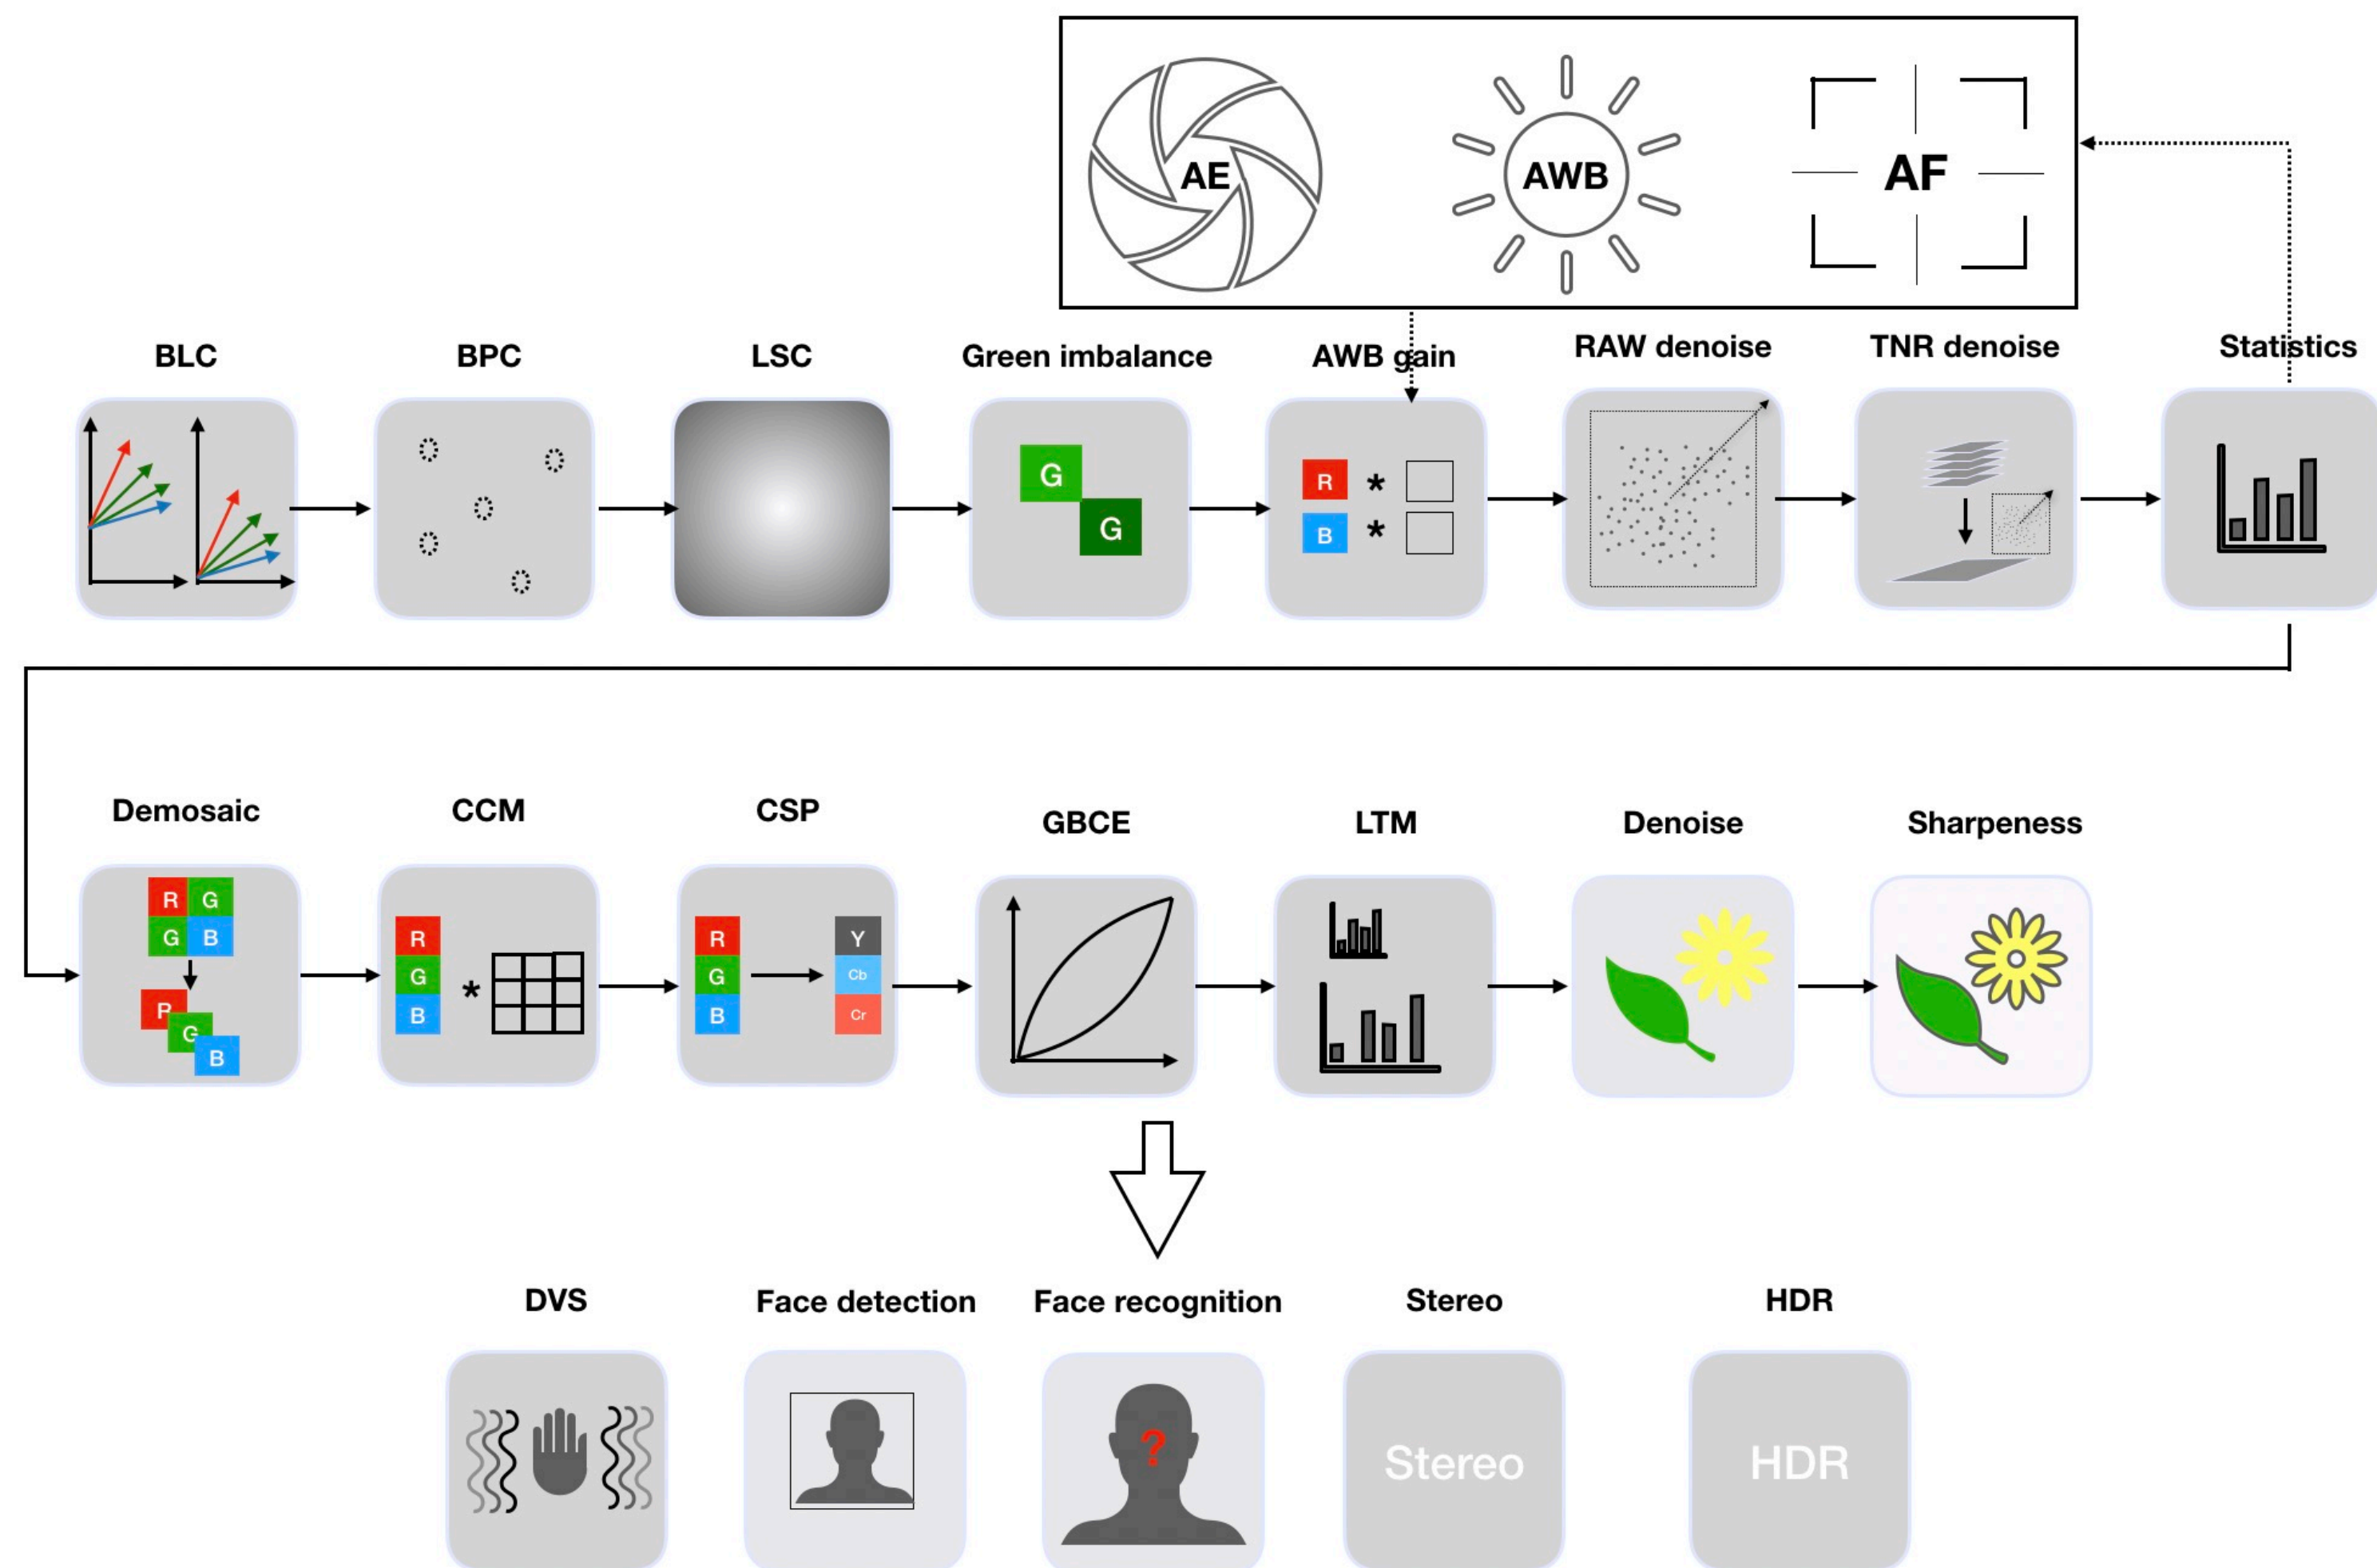 AE
AWB
AF
BLC
BPC
LSC
Green imbalance
AWB gain
RAW denoise
TNR denoise
Statistics
G
G
R *
B *
Demosaic
CCM
CSP
GBCE
LTM
Denoise
Sharpeness
R G
G B
R
G
B
R
G
B
*
R
G
B
Y
Cb
Cr
DVS
Face detection
Face recognition
Stereo
HDR
?
Stereo
HDR